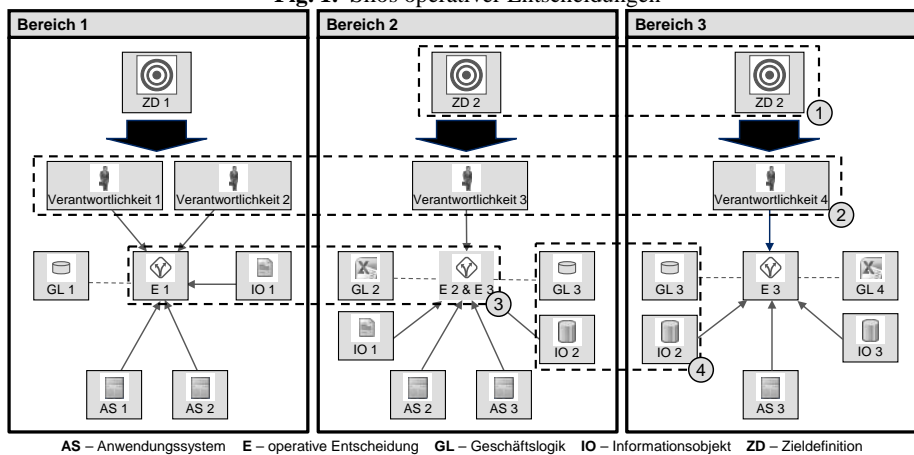 Fig. 1. Silos operativer Entscheidungen
Bereich 1
Bereich 2
Bereich 3
ZD 1
ZD 2
ZD 2
1
Verantwortlichkeit 1
Verantwortlichkeit 2
Verantwortlichkeit 3
Verantwortlichkeit 4
2
GL 1
E 1
IO 1
GL 2
E 2 & E 3
GL 3
GL 3
E 3
GL 4
3
IO 1
IO 2
IO 2
IO 3
4
AS 1
AS 2
AS 2
AS 3
AS 3
AS – Anwendungssystem E – operative Entscheidung GL – Geschäftslogik IO – Informationsobjekt ZD – Zieldefinition